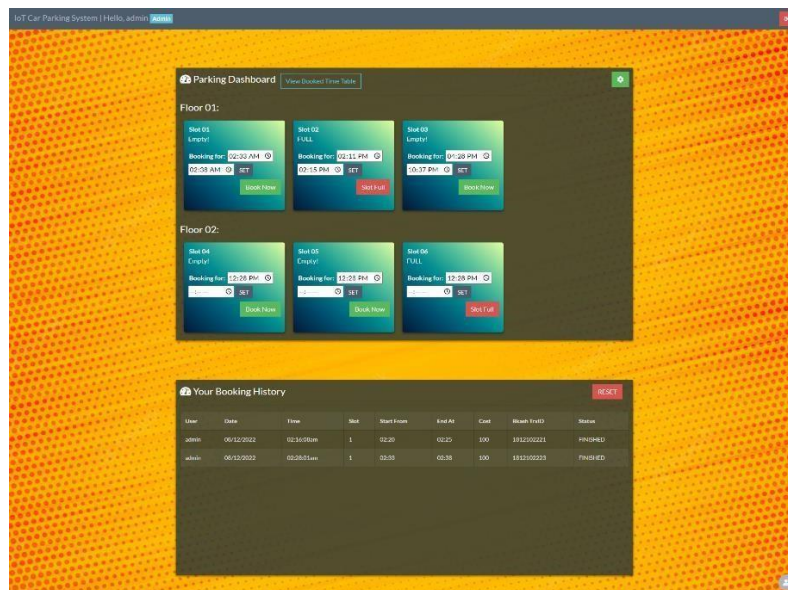 IoT Car Parking System | Hello, admin Admin
Parking Dashboard View Booked Time Table
Floor 01:
Slot 01
Empty!
Booking for: 02:33 AM
02:38 AM SET
Book Now
Slot 02
FULL
Booking for: 02:11 PM
02:15 PM SET
Slot Full
Slot 03
Empty!
Booking for: 04:28 PM
10:37 PM SET
Book Now
Floor 02:
Slot 04
Empty!
Booking for: 12:28 PM
--:-- -- SET
Book Now
Slot 05
Empty!
Booking for: 12:28 PM
--:-- -- SET
Book Now
Slot 06
FULL
Booking for: 12:28 PM
--:-- -- SET
Slot Full
Your Booking History RESET
User Date Time Slot Start From End At Cost Bkash TrxID Status
admin 08/12/2022 02:16:08am 1 02:20 02:25 100 1812102221 FINISHED
admin 08/12/2022 02:28:01am 1 02:33 02:38 100 1812102223 FINISHED